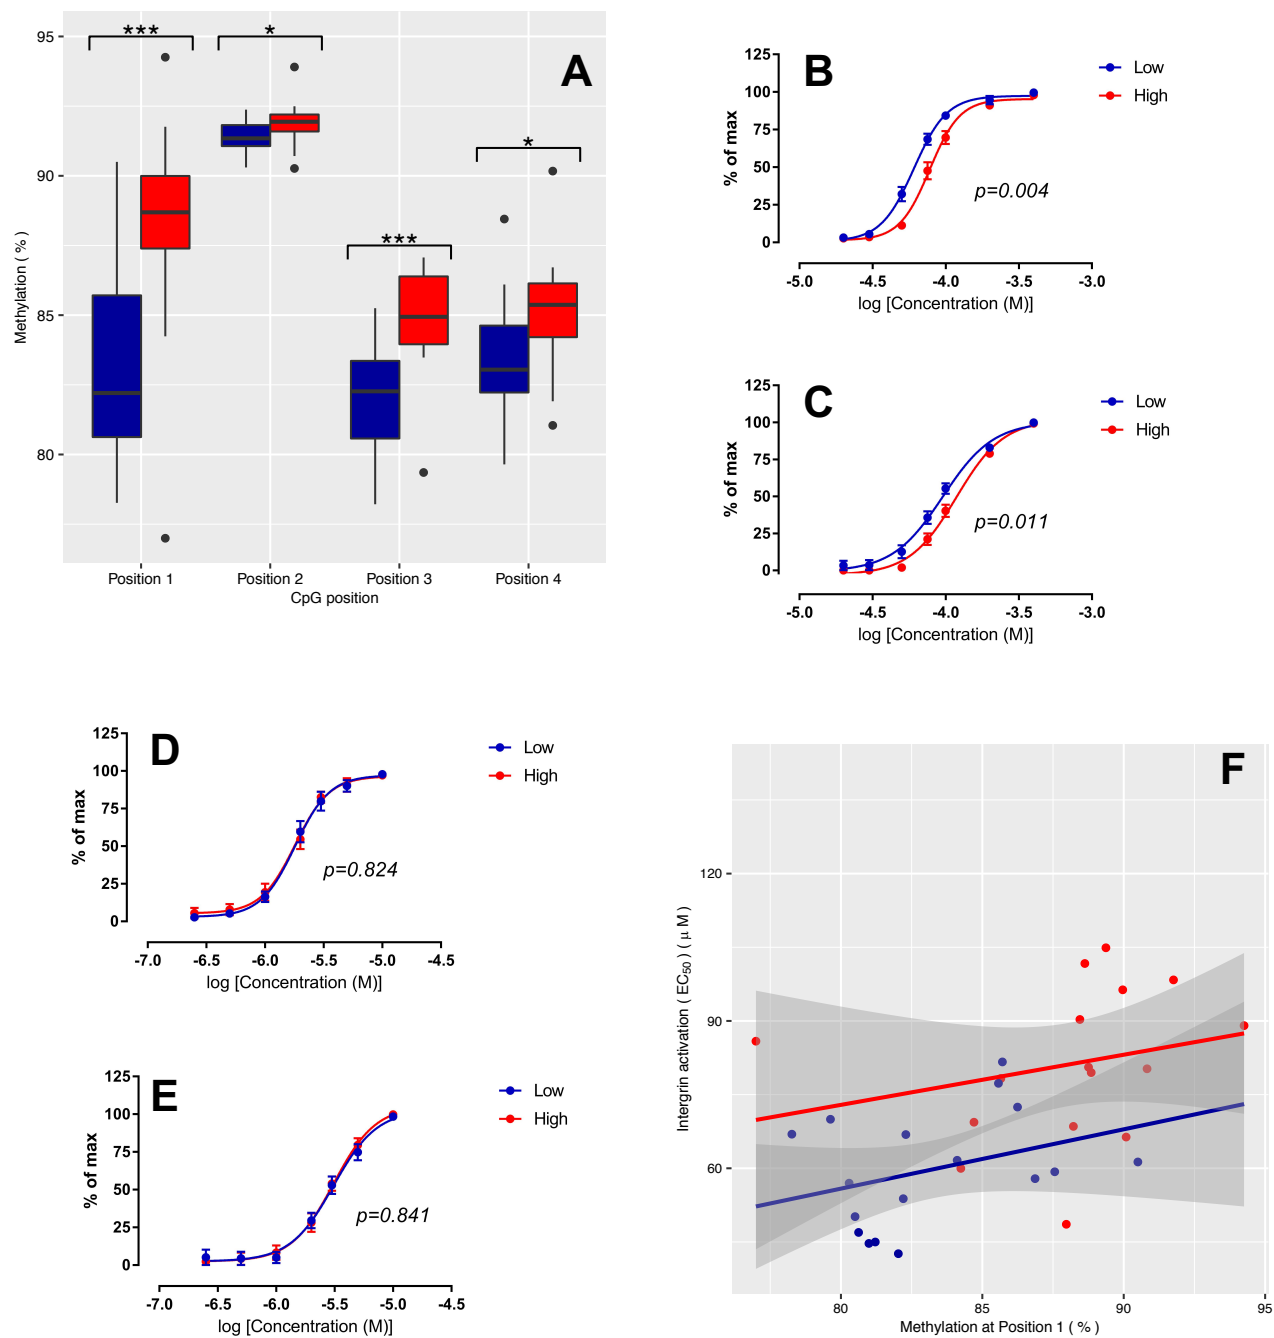 95
90
85
80
Methylation ( % )
***
*
***
*
A
Position 1
Position 2
Position 3
Position 4
CpG position
B
125
100
75
50
25
0
% of max
Low
High
p=0.004
-5.0
-4.5
-4.0
-3.5
-3.0
log [Concentration (M)]
C
125
100
75
50
25
0
% of max
Low
High
p=0.011
-5.0
-4.5
-4.0
-3.5
-3.0
log [Concentration (M)]
D
125
100
75
50
25
0
% of max
Low
High
p=0.824
-7.0
-6.5
-6.0
-5.5
-5.0
-4.5
log [Concentration (M)]
E
125
100
75
50
25
0
% of max
Low
High
p=0.841
-7.0
-6.5
-6.0
-5.5
-5.0
-4.5
log [Concentration (M)]
F
120
90
60
Intergrin activation ( EC50 ) ( μ M )
80
85
90
95
Methylation at Position 1 ( % )